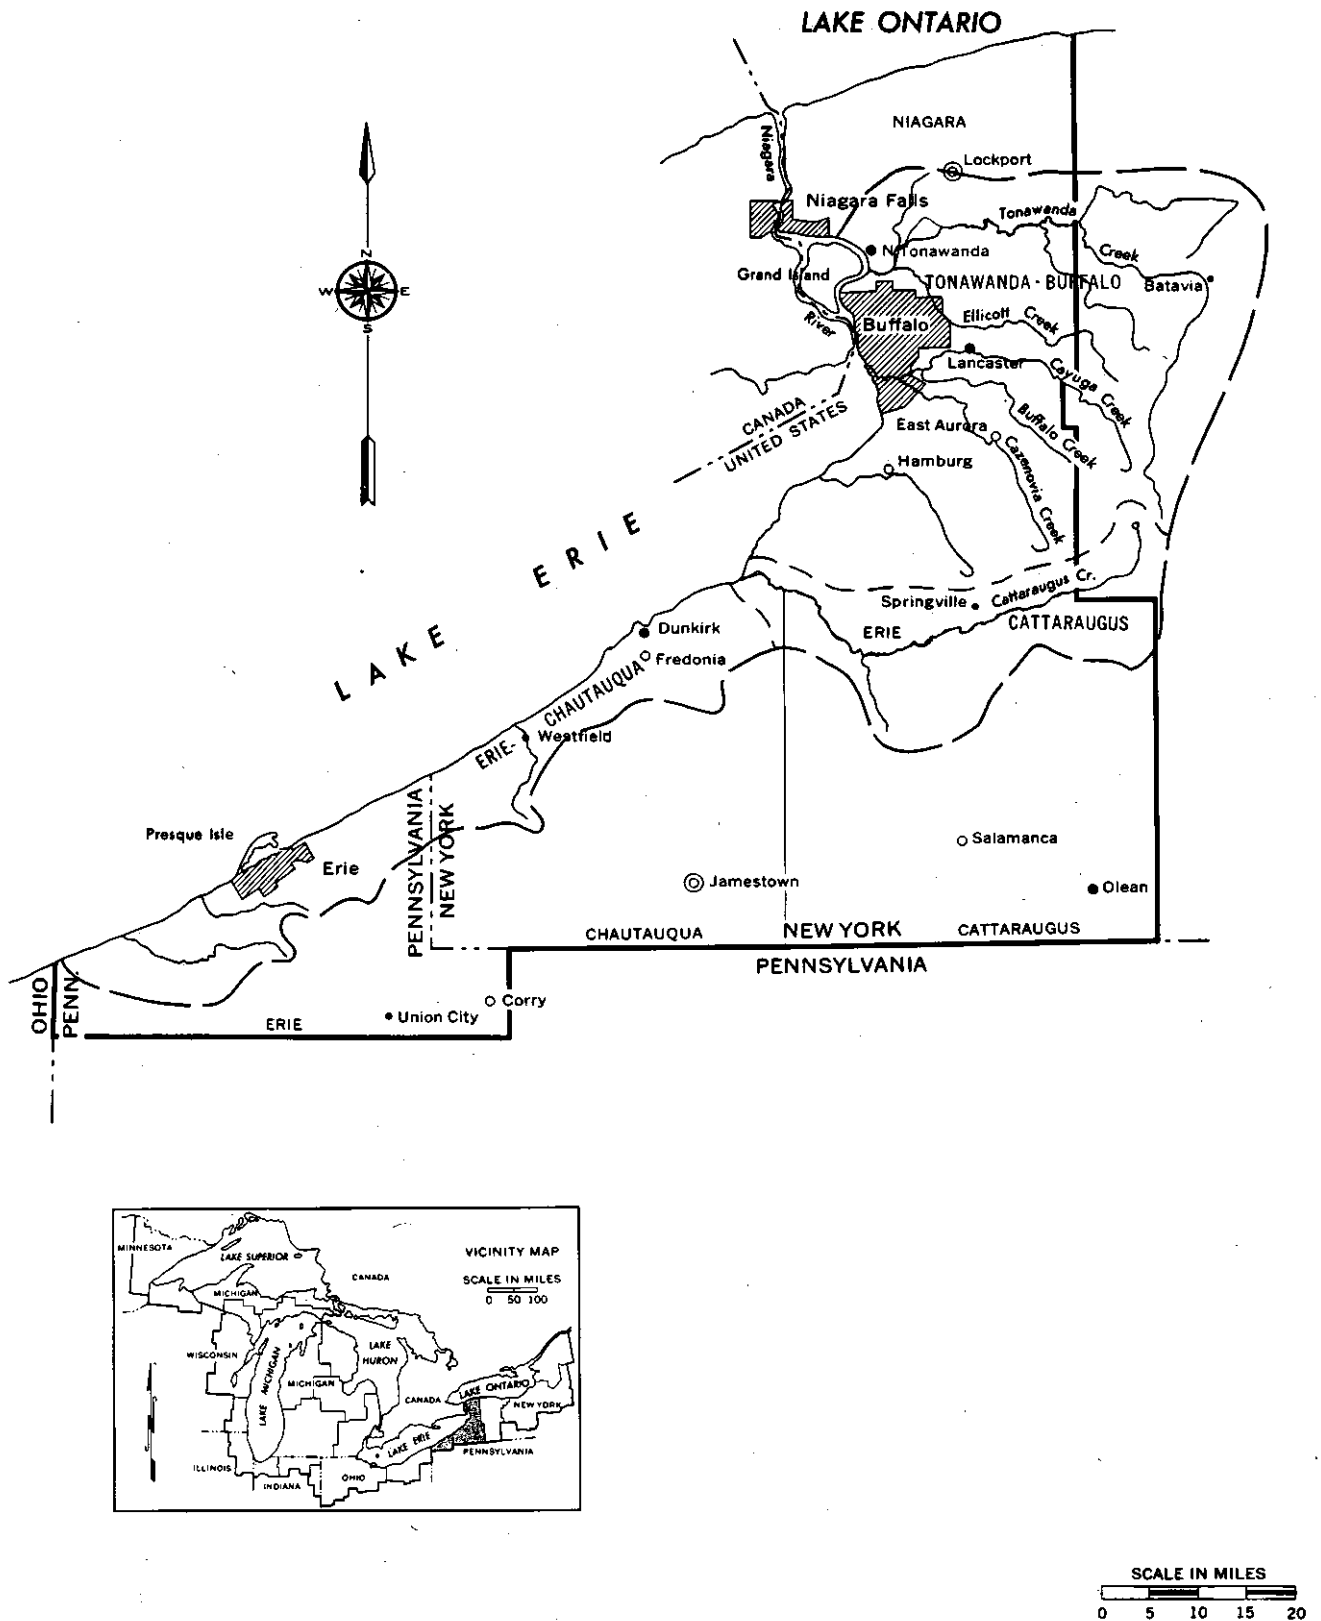 LAKE ONTARIO
NIAGARA
Niagara
Lockport
Niagara Falls
Tonawanda
N. Tonawanda
Creek
Grand Island
TONAWANDA - BUFFALO
Batavia
River
Buffalo
Ellicott Creek
Lancaster
Cayuga Creek
CANADA
UNITED STATES
East Aurora
Buffalo Creek
Hamburg
Cazenovia Creek
N
W E
S
LAKE ERIE
Springville
Cattaraugus Cr.
ERIE
CATTARAUGUS
Dunkirk
Fredonia
ERIE-CHAUTAUQUA
Westfield
Presque Isle
Erie
PENNSYLVANIA
NEW YORK
Salamanca
Jamestown
Olean
CHAUTAUQUA
NEW YORK
CATTARAUGUS
PENNSYLVANIA
OHIO
PENN.
Corry
Union City
ERIE
MINNESOTA
LAKE SUPERIOR
VICINITY MAP
CANADA
SCALE IN MILES
0 50 100
MICHIGAN
WISCONSIN
LAKE MICHIGAN
LAKE
HURON
MICHIGAN
CANADA
LAKE ONTARIO
NEW YORK
LAKE ERIE
PENNSYLVANIA
ILLINOIS
INDIANA
OHIO
SCALE IN MILES
0 5 10 15 20